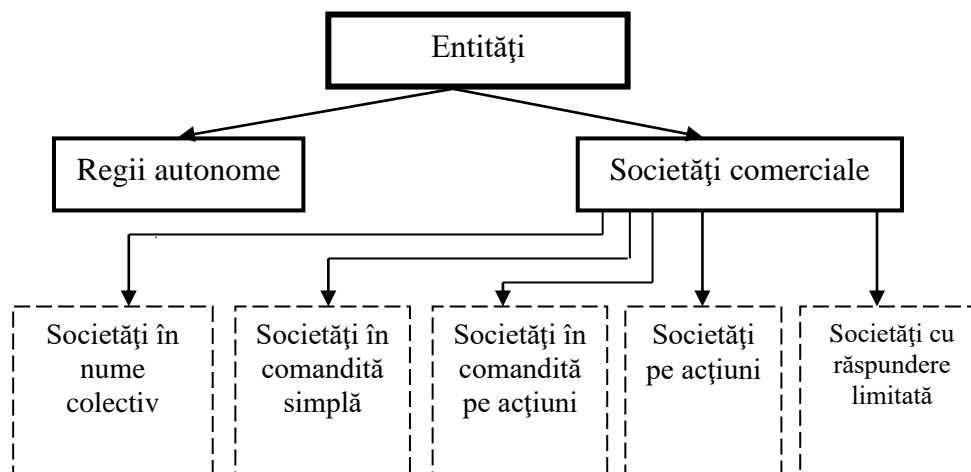 Entităţi
Regii autonome
Societăţi comerciale
Societăţi în
nume
colectiv
Societăţi în
comandită
simplă
Societăţi în
comandită
pe acţiuni
Societăţi
pe acţiuni
Societăţi cu
răspundere
limitată